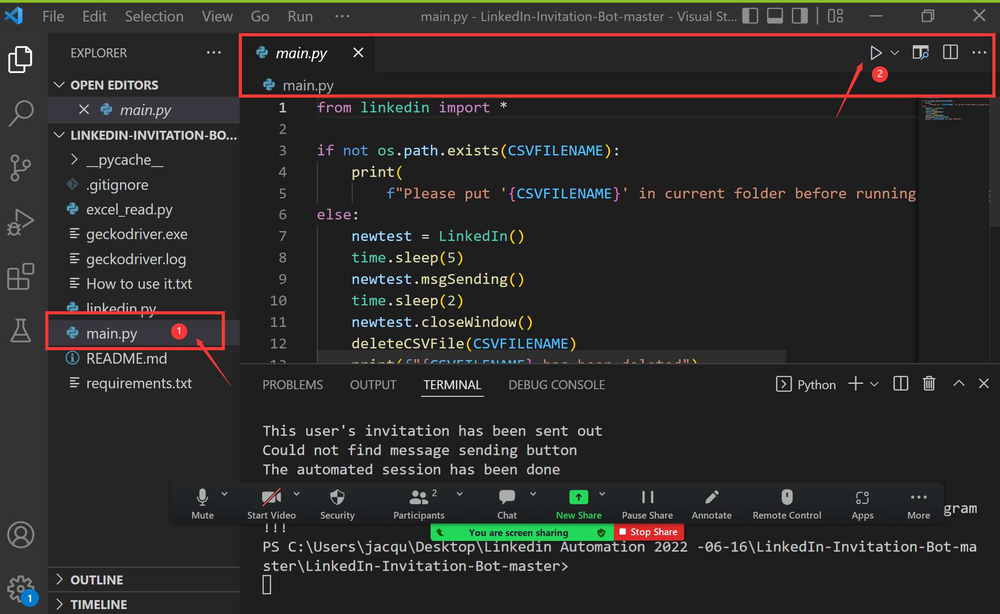 File Edit Selection View Go Run ···
main.py - LinkedIn-Invitation-Bot-master - Visual St...
EXPLORER
OPEN EDITORS
main.py
LINKEDIN-INVITATION-BO...
__pycache__
.gitignore
excel_read.py
geckodriver.exe
geckodriver.log
How to use it.txt
linkedin.py
main.py
1
README.md
requirements.txt
OUTLINE
TIMELINE
1
main.py
2
main.py
1 from linkedin import *
2
3 if not os.path.exists(CSVFILENAME):
4 print(
5 f"Please put '{CSVFILENAME}' in current folder before running
6 else:
7 newtest = LinkedIn()
8 time.sleep(5)
9 newtest.msgSending()
10 time.sleep(2)
11 newtest.closeWindow()
12 deleteCSVFile(CSVFILENAME)
13 print(f"{CSVFILENAME} has been deleted")
PROBLEMS OUTPUT TERMINAL DEBUG CONSOLE
Python
This user's invitation has been sent out
Could not find message sending button
The automated session has been done
gram
!!!
PS C:\Users\jacqu\Desktop\Linkedin Automation 2022 -06-16\LinkedIn-Invitation-Bot-ma
ster\LinkedIn-Invitation-Bot-master>
2
Mute Start Video Security Participants Chat New Share Pause Share Annotate Remote Control Apps More
You are screen sharing
Stop Share